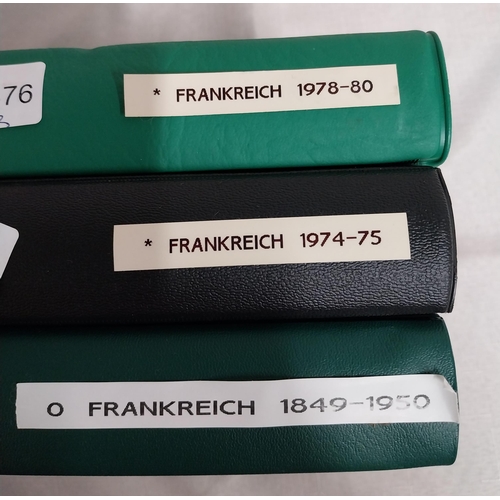 76
* FRANKREICH 1978-80
* FRANKREICH 1974-75
O FRANKREICH 1849-1950